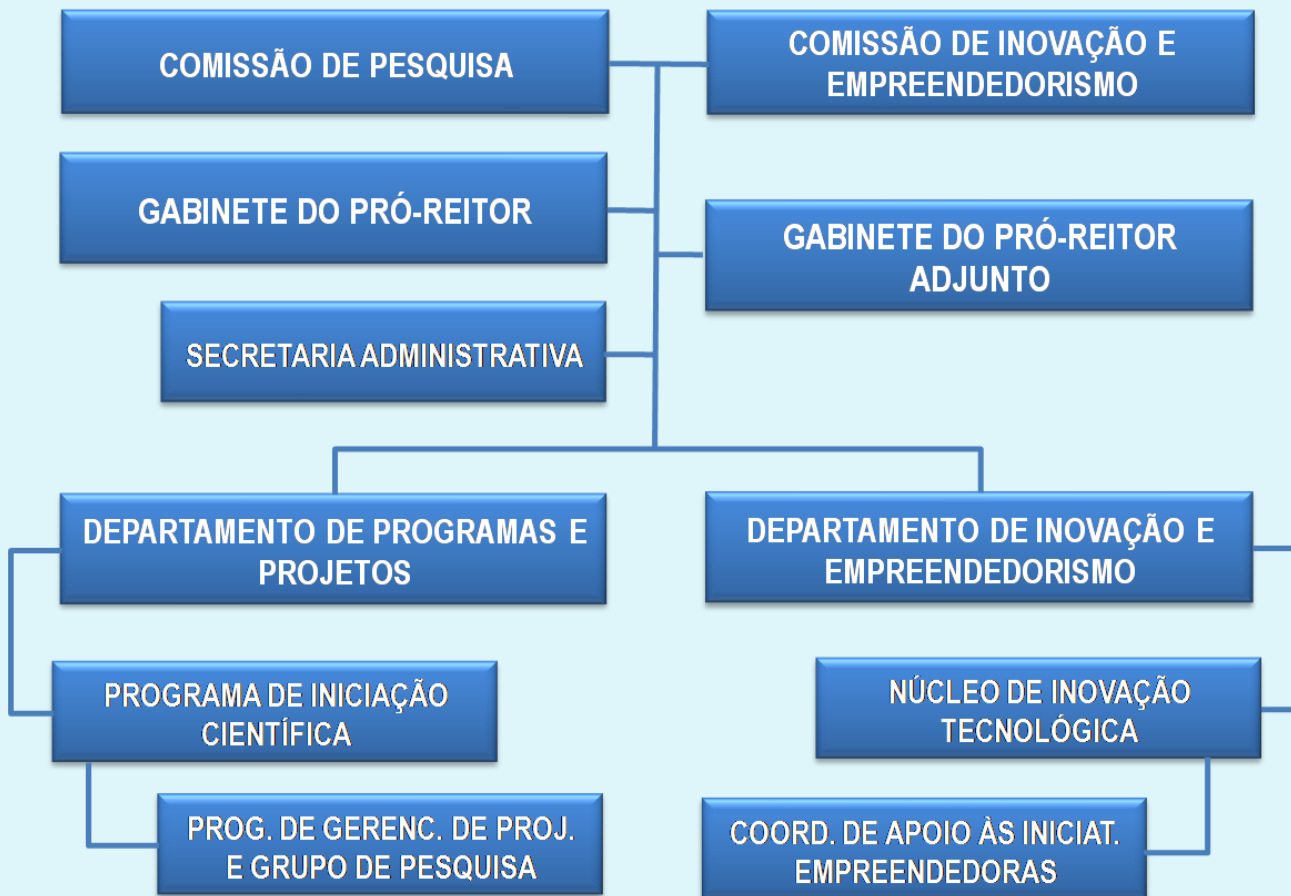 COMISSÃO DE PESQUISA
COMISSÃO DE INOVAÇÃO E
EMPREENDEDORISMO
GABINETE DO PRÓ-REITOR
GABINETE DO PRÓ-REITOR
ADJUNTO
SECRETARIA ADMINISTRATIVA
DEPARTAMENTO DE PROGRAMAS E
PROJETOS
DEPARTAMENTO DE INOVAÇÃO E
EMPREENDEDORISMO
PROGRAMA DE INICIAÇÃO
CIENTÍFICA
NÚCLEO DE INOVAÇÃO
TECNOLÓGICA
PROG. DE GERENC. DE PROJ.
E GRUPO DE PESQUISA
COORD. DE APOIO ÀS INICIAT.
EMPREENDEDORAS